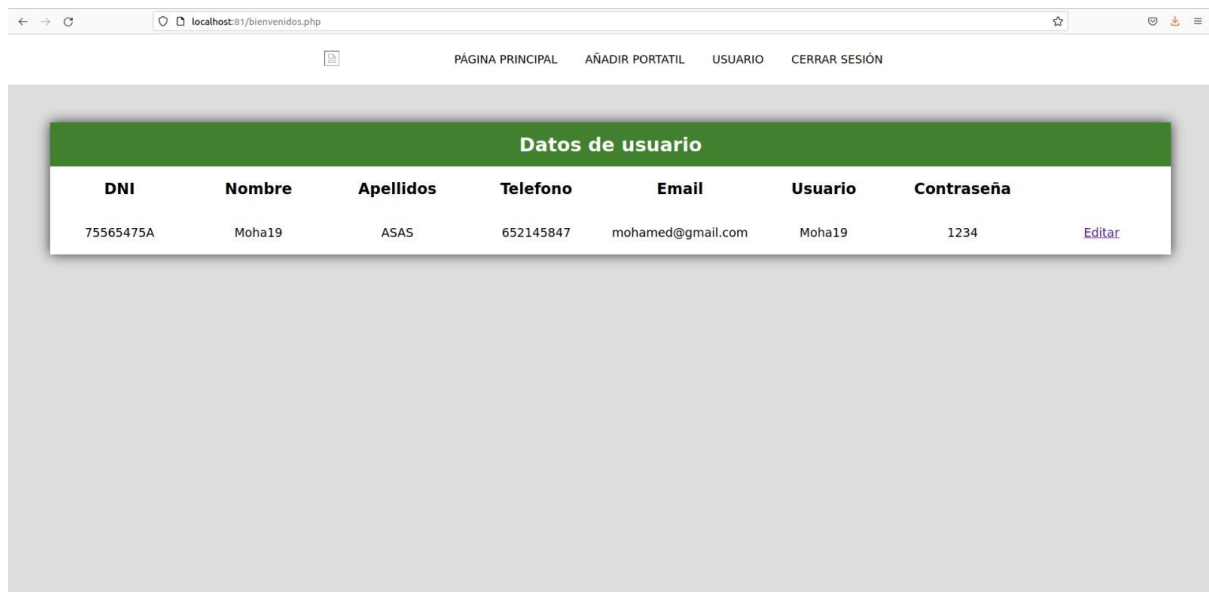 localhost:81/bienvenidos.php
PÁGINA PRINCIPAL AÑADIR PORTATIL USUARIO CERRAR SESIÓN
Datos de usuario
DNI Nombre Apellidos Telefono Email Usuario Contraseña
75565475A Moha19 ASAS 652145847 mohamed@gmail.com Moha19 1234 Editar